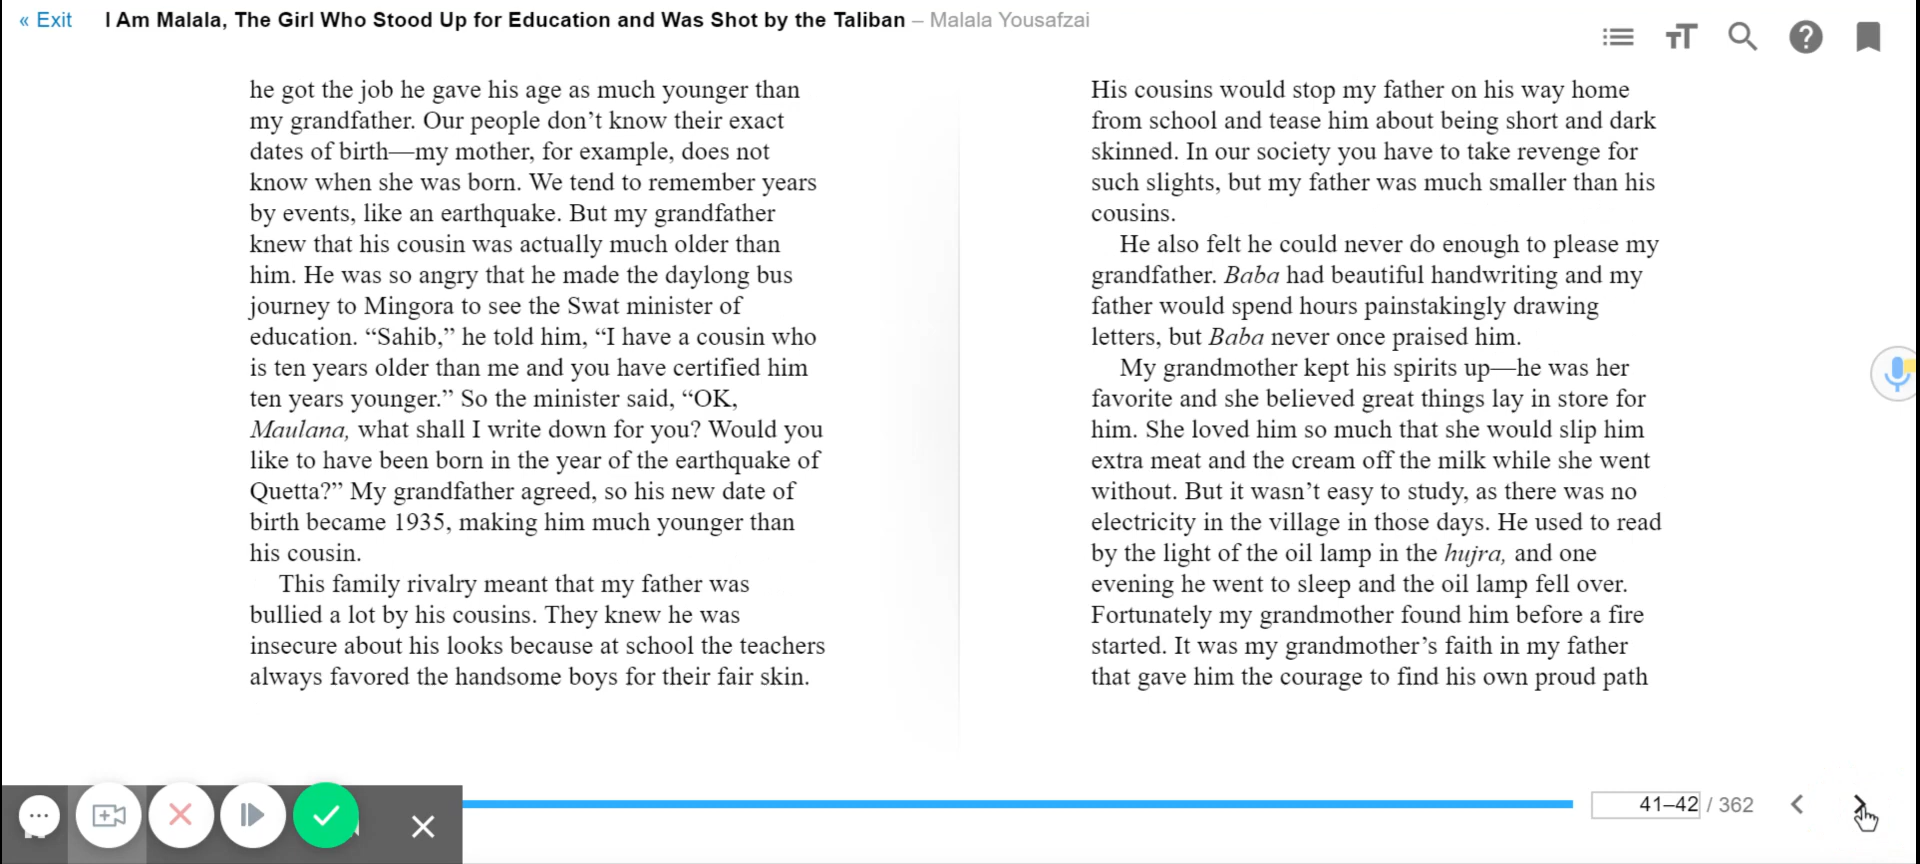 « Exit I Am Malala, The Girl Who Stood Up for Education and Was Shot by the Taliban – Malala Yousafzai
he got the job he gave his age as much younger than
my grandfather. Our people don’t know their exact
dates of birth—my mother, for example, does not
know when she was born. We tend to remember years
by events, like an earthquake. But my grandfather
knew that his cousin was actually much older than
him. He was so angry that he made the daylong bus
journey to Mingora to see the Swat minister of
education. “Sahib,” he told him, “I have a cousin who
is ten years older than me and you have certified him
ten years younger.” So the minister said, “OK,
Maulana, what shall I write down for you? Would you
like to have been born in the year of the earthquake of
Quetta?” My grandfather agreed, so his new date of
birth became 1935, making him much younger than
his cousin.
This family rivalry meant that my father was
bullied a lot by his cousins. They knew he was
insecure about his looks because at school the teachers
always favored the handsome boys for their fair skin.
His cousins would stop my father on his way home
from school and tease him about being short and dark
skinned. In our society you have to take revenge for
such slights, but my father was much smaller than his
cousins.
He also felt he could never do enough to please my
grandfather. Baba had beautiful handwriting and my
father would spend hours painstakingly drawing
letters, but Baba never once praised him.
My grandmother kept his spirits up—he was her
favorite and she believed great things lay in store for
him. She loved him so much that she would slip him
extra meat and the cream off the milk while she went
without. But it wasn’t easy to study, as there was no
electricity in the village in those days. He used to read
by the light of the oil lamp in the hujra, and one
evening he went to sleep and the oil lamp fell over.
Fortunately my grandmother found him before a fire
started. It was my grandmother’s faith in my father
that gave him the courage to find his own proud path
41–42 / 362